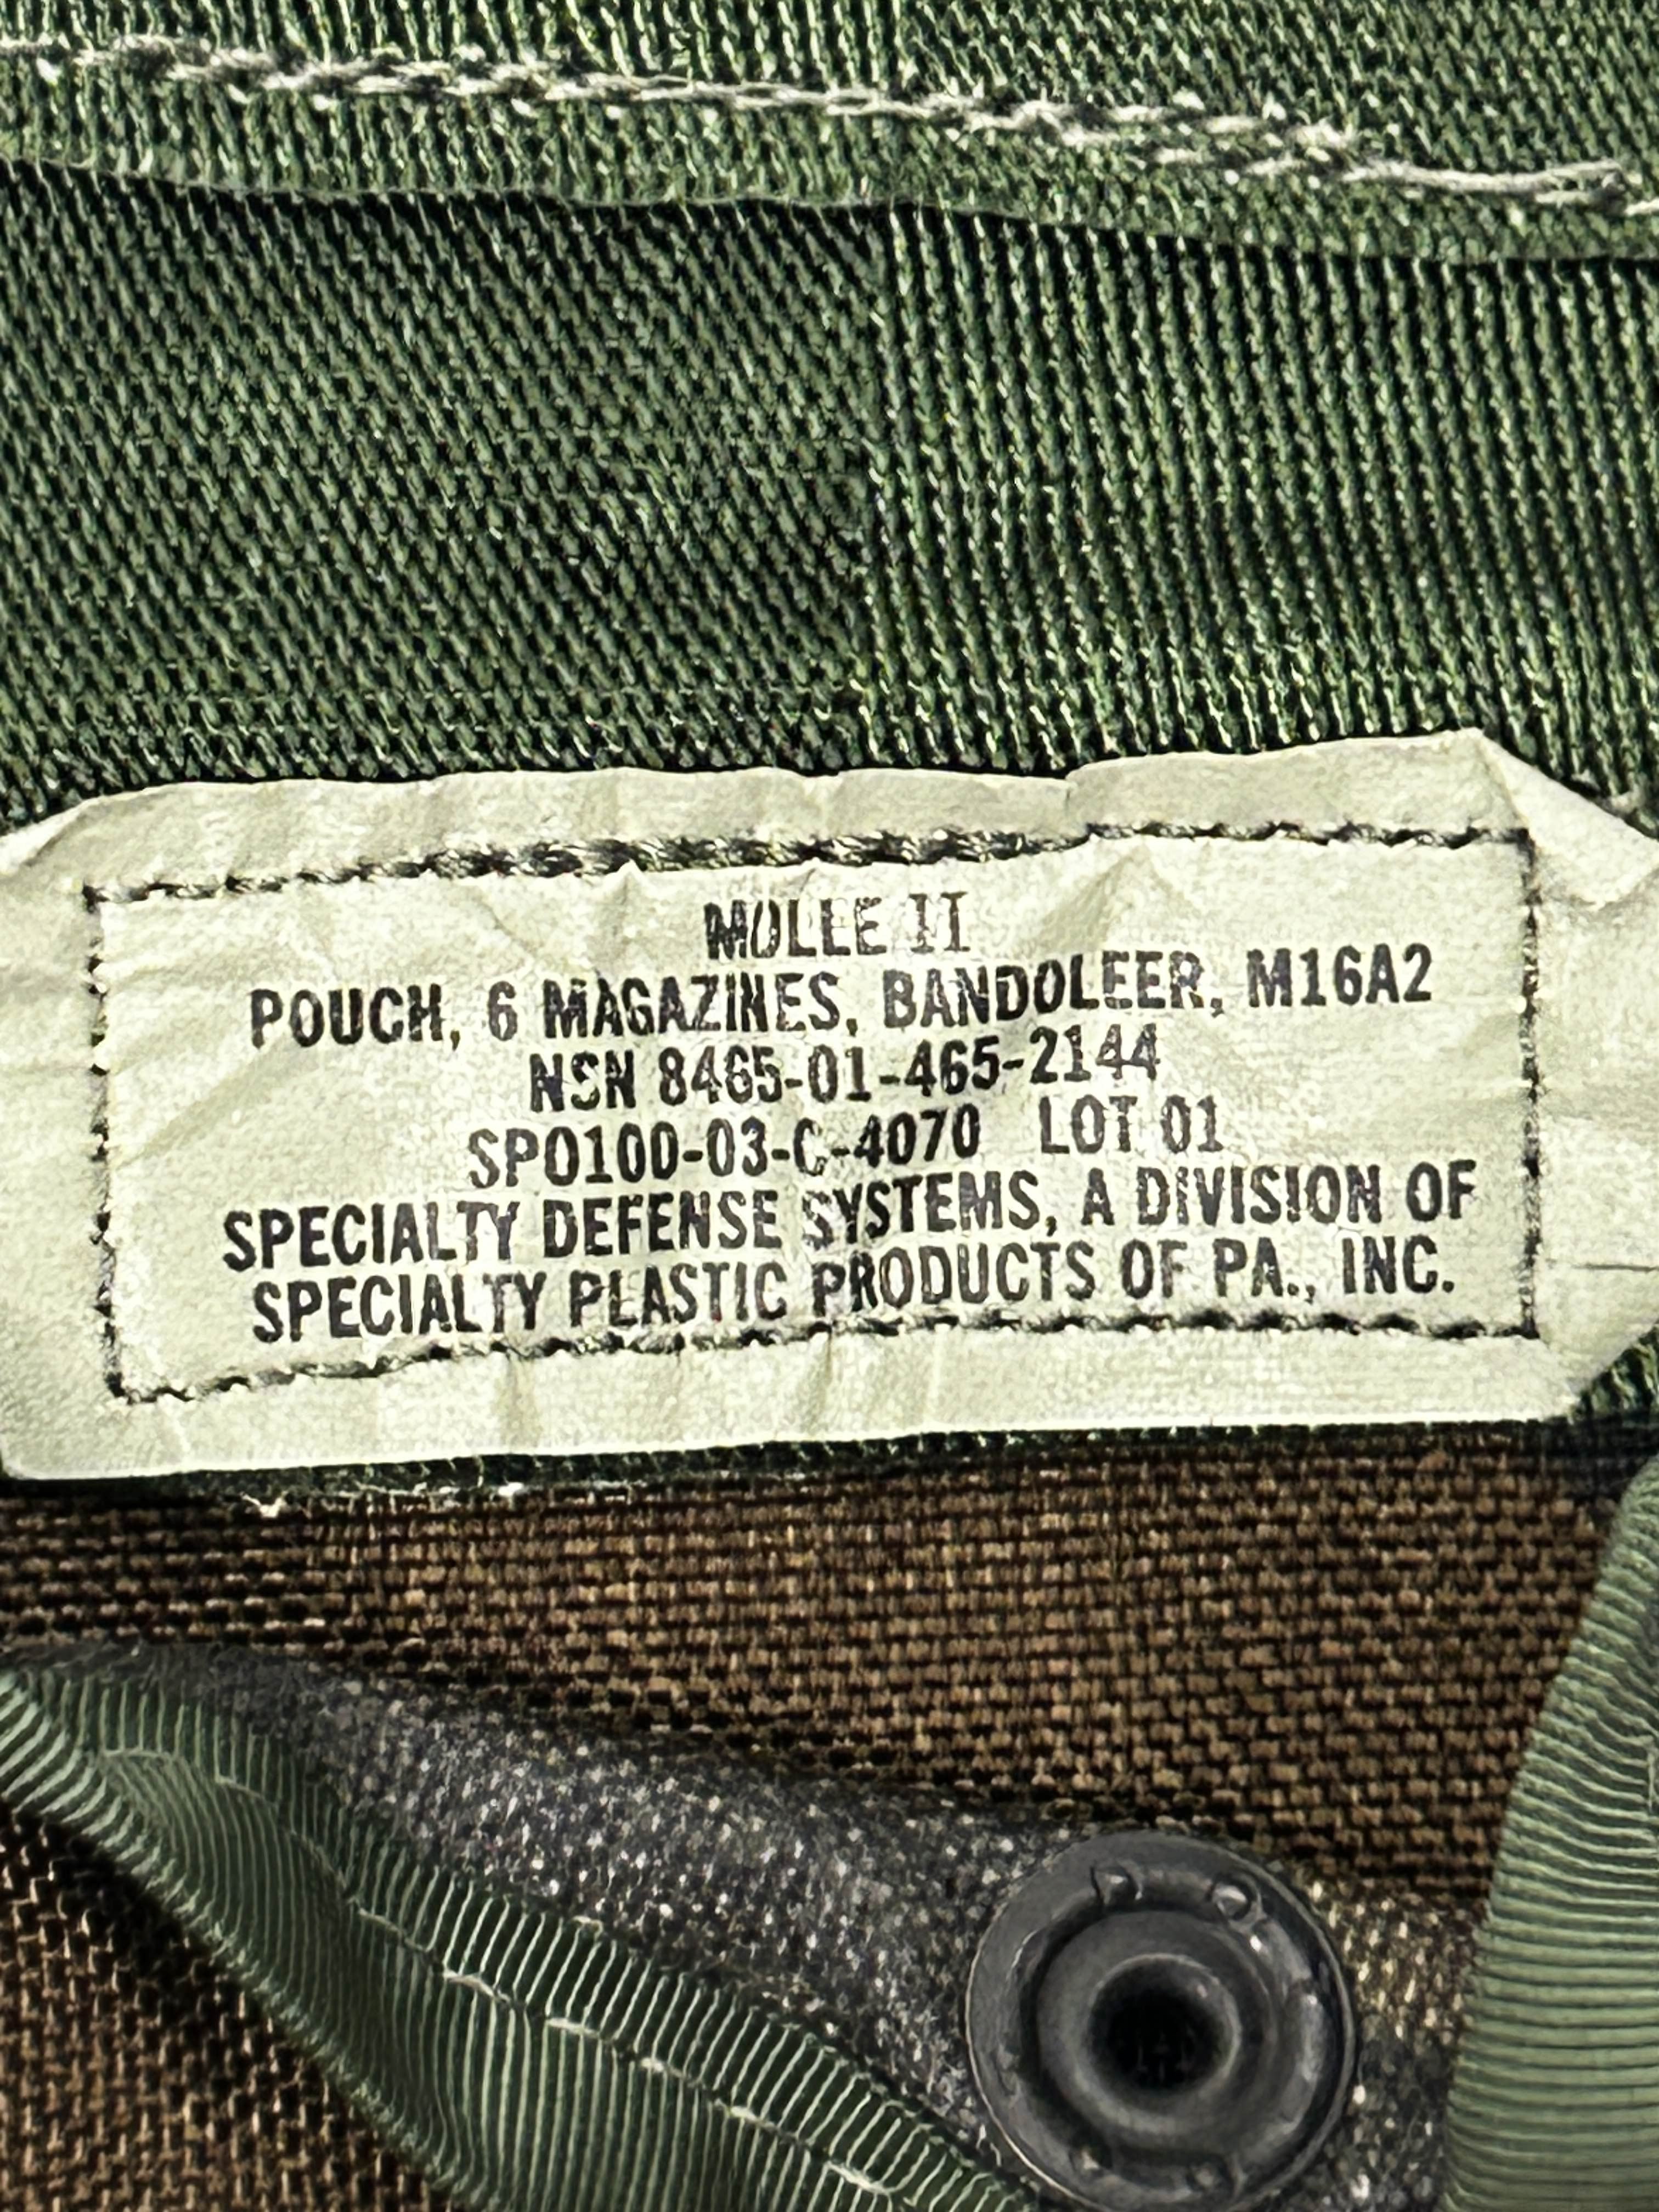 MOLLE II
POUCH, 6 MAGAZINES, BANDOLEER, M16A2
NSN 8465-01-465-2144
SPO100-03-C-4070 LOT 01
SPECIALTY DEFENSE SYSTEMS, A DIVISION OF
SPECIALTY PLASTIC PRODUCTS OF PA., INC.